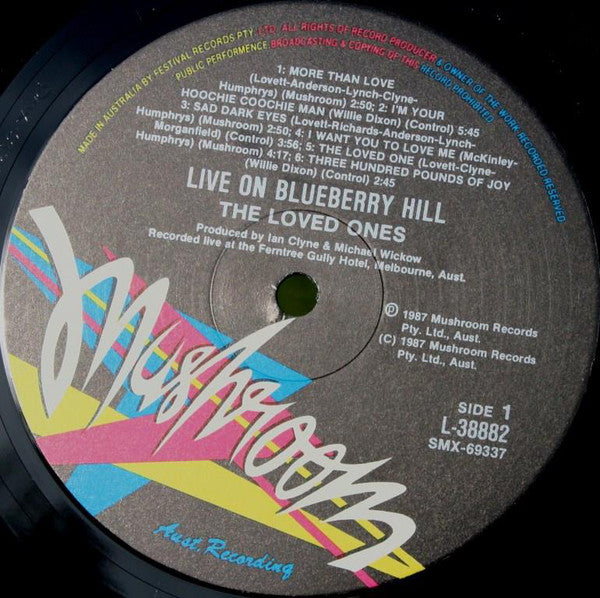 MADE IN AUSTRALIA BY FESTIVAL RECORDS PTY. LTD. ALL RIGHTS OF RECORD PRODUCER & OWNER OF THE WORK RECORDED RESERVED
PUBLIC PERFORMENCE BROADCASTING & COPYING OF THIS RECORD PROHIBITED
1: MORE THAN LOVE
(Lovett-Anderson-Lynch-Clyne-
Humphrys) (Mushroom) 2:50; 2: I'M YOUR
HOOCHIE COOCHIE MAN (Willie Dixon) (Control) 5:45
3: SAD DARK EYES (Lovett-Richards-Anderson-Lynch-
Humphrys) (Mushroom) 2:50; 4: I WANT YOU TO LOVE ME (McKinley-
Morganfield) (Control) 3:56; 5: THE LOVED ONE (Lovett-Clyne-
Humphrys) (Mushroom) 4:17; 6: THREE HUNDRED POUNDS OF JOY
(Willie Dixon) (Control) 2:45
LIVE ON BLUEBERRY HILL
THE LOVED ONES
Produced by Ian Clyne & Michael Wickow
Recorded live at the Ferntree Gully Hotel, Melbourne, Aust.
℗ 1987 Mushroom Records
Pty. Ltd., Aust.
(C) 1987 Mushroom Records
Pty. Ltd., Aust.
SIDE 1
L-38882
SMX-69337
Mushroom
Aust. Recording